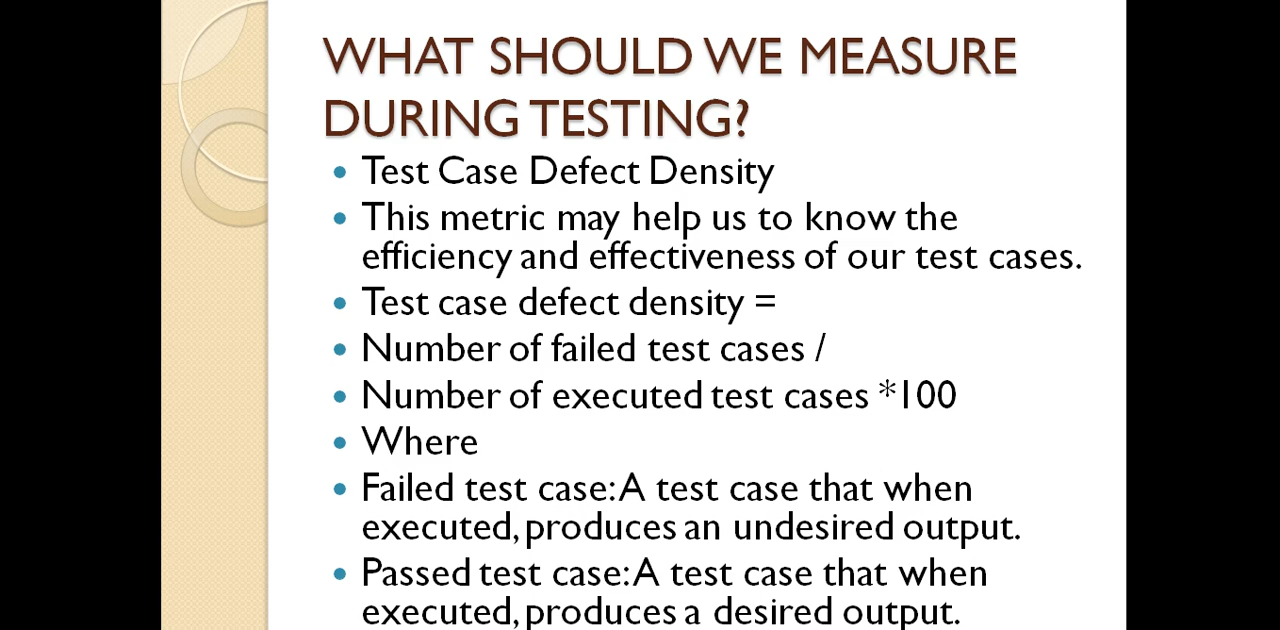 WHAT SHOULD WE MEASURE
DURING TESTING?
• Test Case Defect Density
• This metric may help us to know the
efficiency and effectiveness of our test cases.
• Test case defect density =
• Number of failed test cases /
• Number of executed test cases *100
• Where
• Failed test case: A test case that when
executed, produces an undesired output.
• Passed test case: A test case that when
executed, produces a desired output.